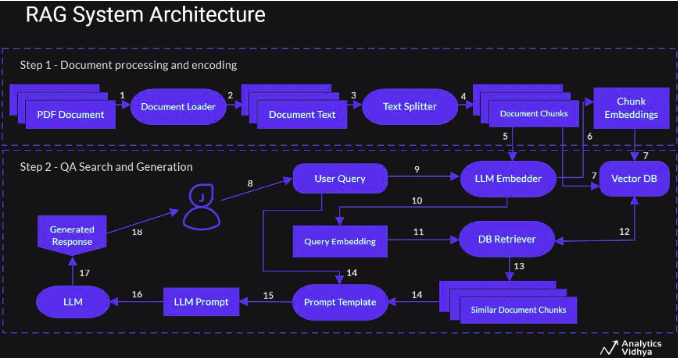 RAG System Architecture
Step 1 - Document processing and encoding
1
2
3
4
PDF Document
Document Loader
Document Text
Text Splitter
Document Chunks
Chunk
Embeddings
5
6
7
7
Step 2 - QA Search and Generation
J
8
User Query
9
LLM Embedder
Vector DB
10
Generated
Response
18
Query Embedding
11
DB Retriever
12
13
17
14
LLM
16
LLM Prompt
15
Prompt Template
14
Similar Document Chunks
Analytics
Vidhya